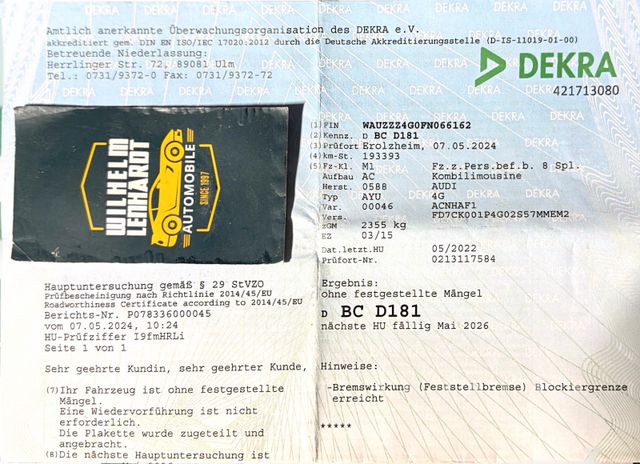 Amtlich anerkannte Überwachungsorganisation des DEKRA e.V.
akkreditiert gem. DIN EN ISO/IEC 17020:2012 durch die Deutsche Akkreditierungsstelle (D-IS-11019-01-00)
Betreuende Niederlassung:
Herrlinger Str. 72, 89081 Ulm
Tel.: 0731/9372-0 Fax: 0731/9372-72
DEKRA
421713080
WILHELM
LENHARDT
AUTOMOBILE
SINCE 1997
(1) FIN WAUZZZ4G0FN066162
(2) Kennz. D BC D181
(3) Prüfort Erolzheim, 07.05.2024
(4) km-St. 193393
(5) Fz-Kl. M1 Fz.z.Pers.bef.b. 8 Spl.
Aufbau AC Kombilimousine
Herst. 0588 AUDI
Typ AYU 4G
Var. 00046 ACNHAF1
Vers. FD7CK001P4G02S57MMEM2
zGM 2355 kg
EZ 03/15
Dat.letzt.HU 05/2022
Prüfort-Nr. 0213117584
Hauptuntersuchung gemäß § 29 StVZO
Prüfbescheinigung nach Richtlinie 2014/45/EU
Roadworthiness Certificate according to 2014/45/EU
Berichts-Nr. P078336000045
vom 07.05.2024, 10:24
HU-Prüfziffer I9fmHRLi
Seite 1 von 1
Ergebnis:
ohne festgestellte Mängel
D BC D181
nächste HU fällig Mai 2026
Sehr geehrte Kundin, sehr geehrter Kunde,
(7) Ihr Fahrzeug ist ohne festgestellte
Mängel.
Eine Wiedervorführung ist nicht
erforderlich.
Die Plakette wurde zugeteilt und
angebracht.
(8) Die nächste Hauptuntersuchung ist
Hinweise:
-Bremswirkung (Feststellbremse) Blockiergrenze
erreicht
*****